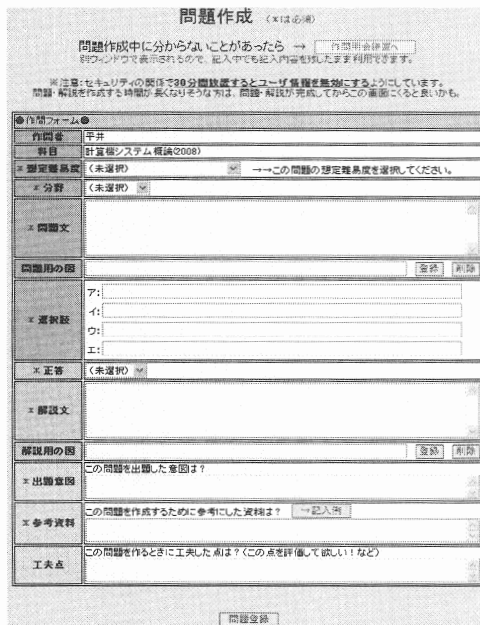 問題作成 (※は必須)
問題作成中に分からないことがあったら → 作問用会議室へ
別ウィンドウで表示されるので、記入中でも記入内容を残したまま利用できます。
※注意:セキュリティの関係で30分間放置するとユーザ情報を無効にするようにしています。
問題・解説を作成する時間が長くなりそうな方は、問題・解説が完成してからこの画面にくると良いかも。
●作問フォーム●
作問者 平井
科目 計算機システム概論(2008)
※想定難易度 (未選択) →→この問題の想定難易度を選択してください。
※分野 (未選択)
※問題文
問題用の図 登録 削除
※選択肢
ア:
イ:
ウ:
エ:
※正答 (未選択)
※解説文
解説用の図 登録 削除
※出題意図 この問題を出題した意図は?
※参考資料 この問題を作成するために参考にした資料は? →記入例
工夫点 この問題を作るときに工夫した点は?(この点を評価して欲しい!など)
問題登録